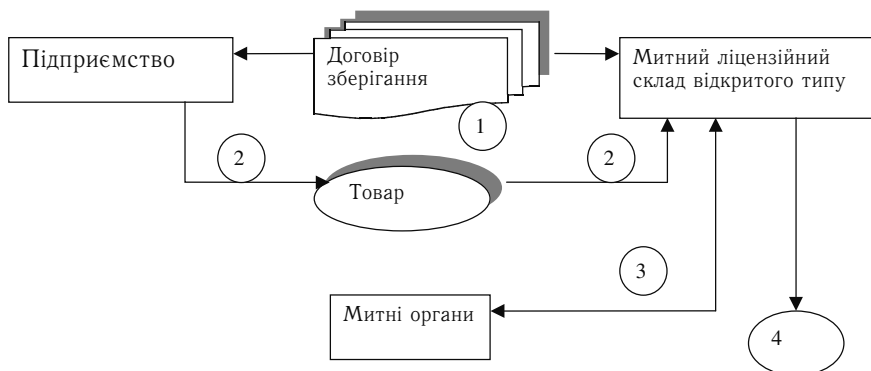 Підприємство
Договір
зберігання
Митний ліцензійний
склад відкритого типу
1
2
2
Товар
3
Митні органи
4